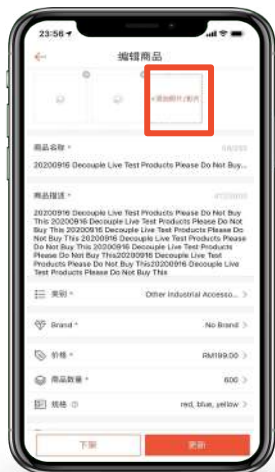 23:56
编辑商品
+添加照片/影片
商品名称 *
20200916 Decouple Live Test Products Please Do Not Buy...
商品描述 *
20200916 Decouple Live Test Products Please Do Not Buy
This 20200916 Decouple Live Test Products Please Do Not
Buy This 20200916 Decouple Live Test Products Please Do
Not Buy This 20200916 Decouple Live Test Products
Please Do Not Buy This20200916 Decouple Live Test
Products Please Do Not Buy This20200916 Decouple Live
Test Products Please Do Not Buy This
类别 *
Other Industrial Accesso... >
Brand *
No Brand >
价格 *
RM199.00 >
商品数量 *
600 >
规格
red, blue, yellow >
下架
更新